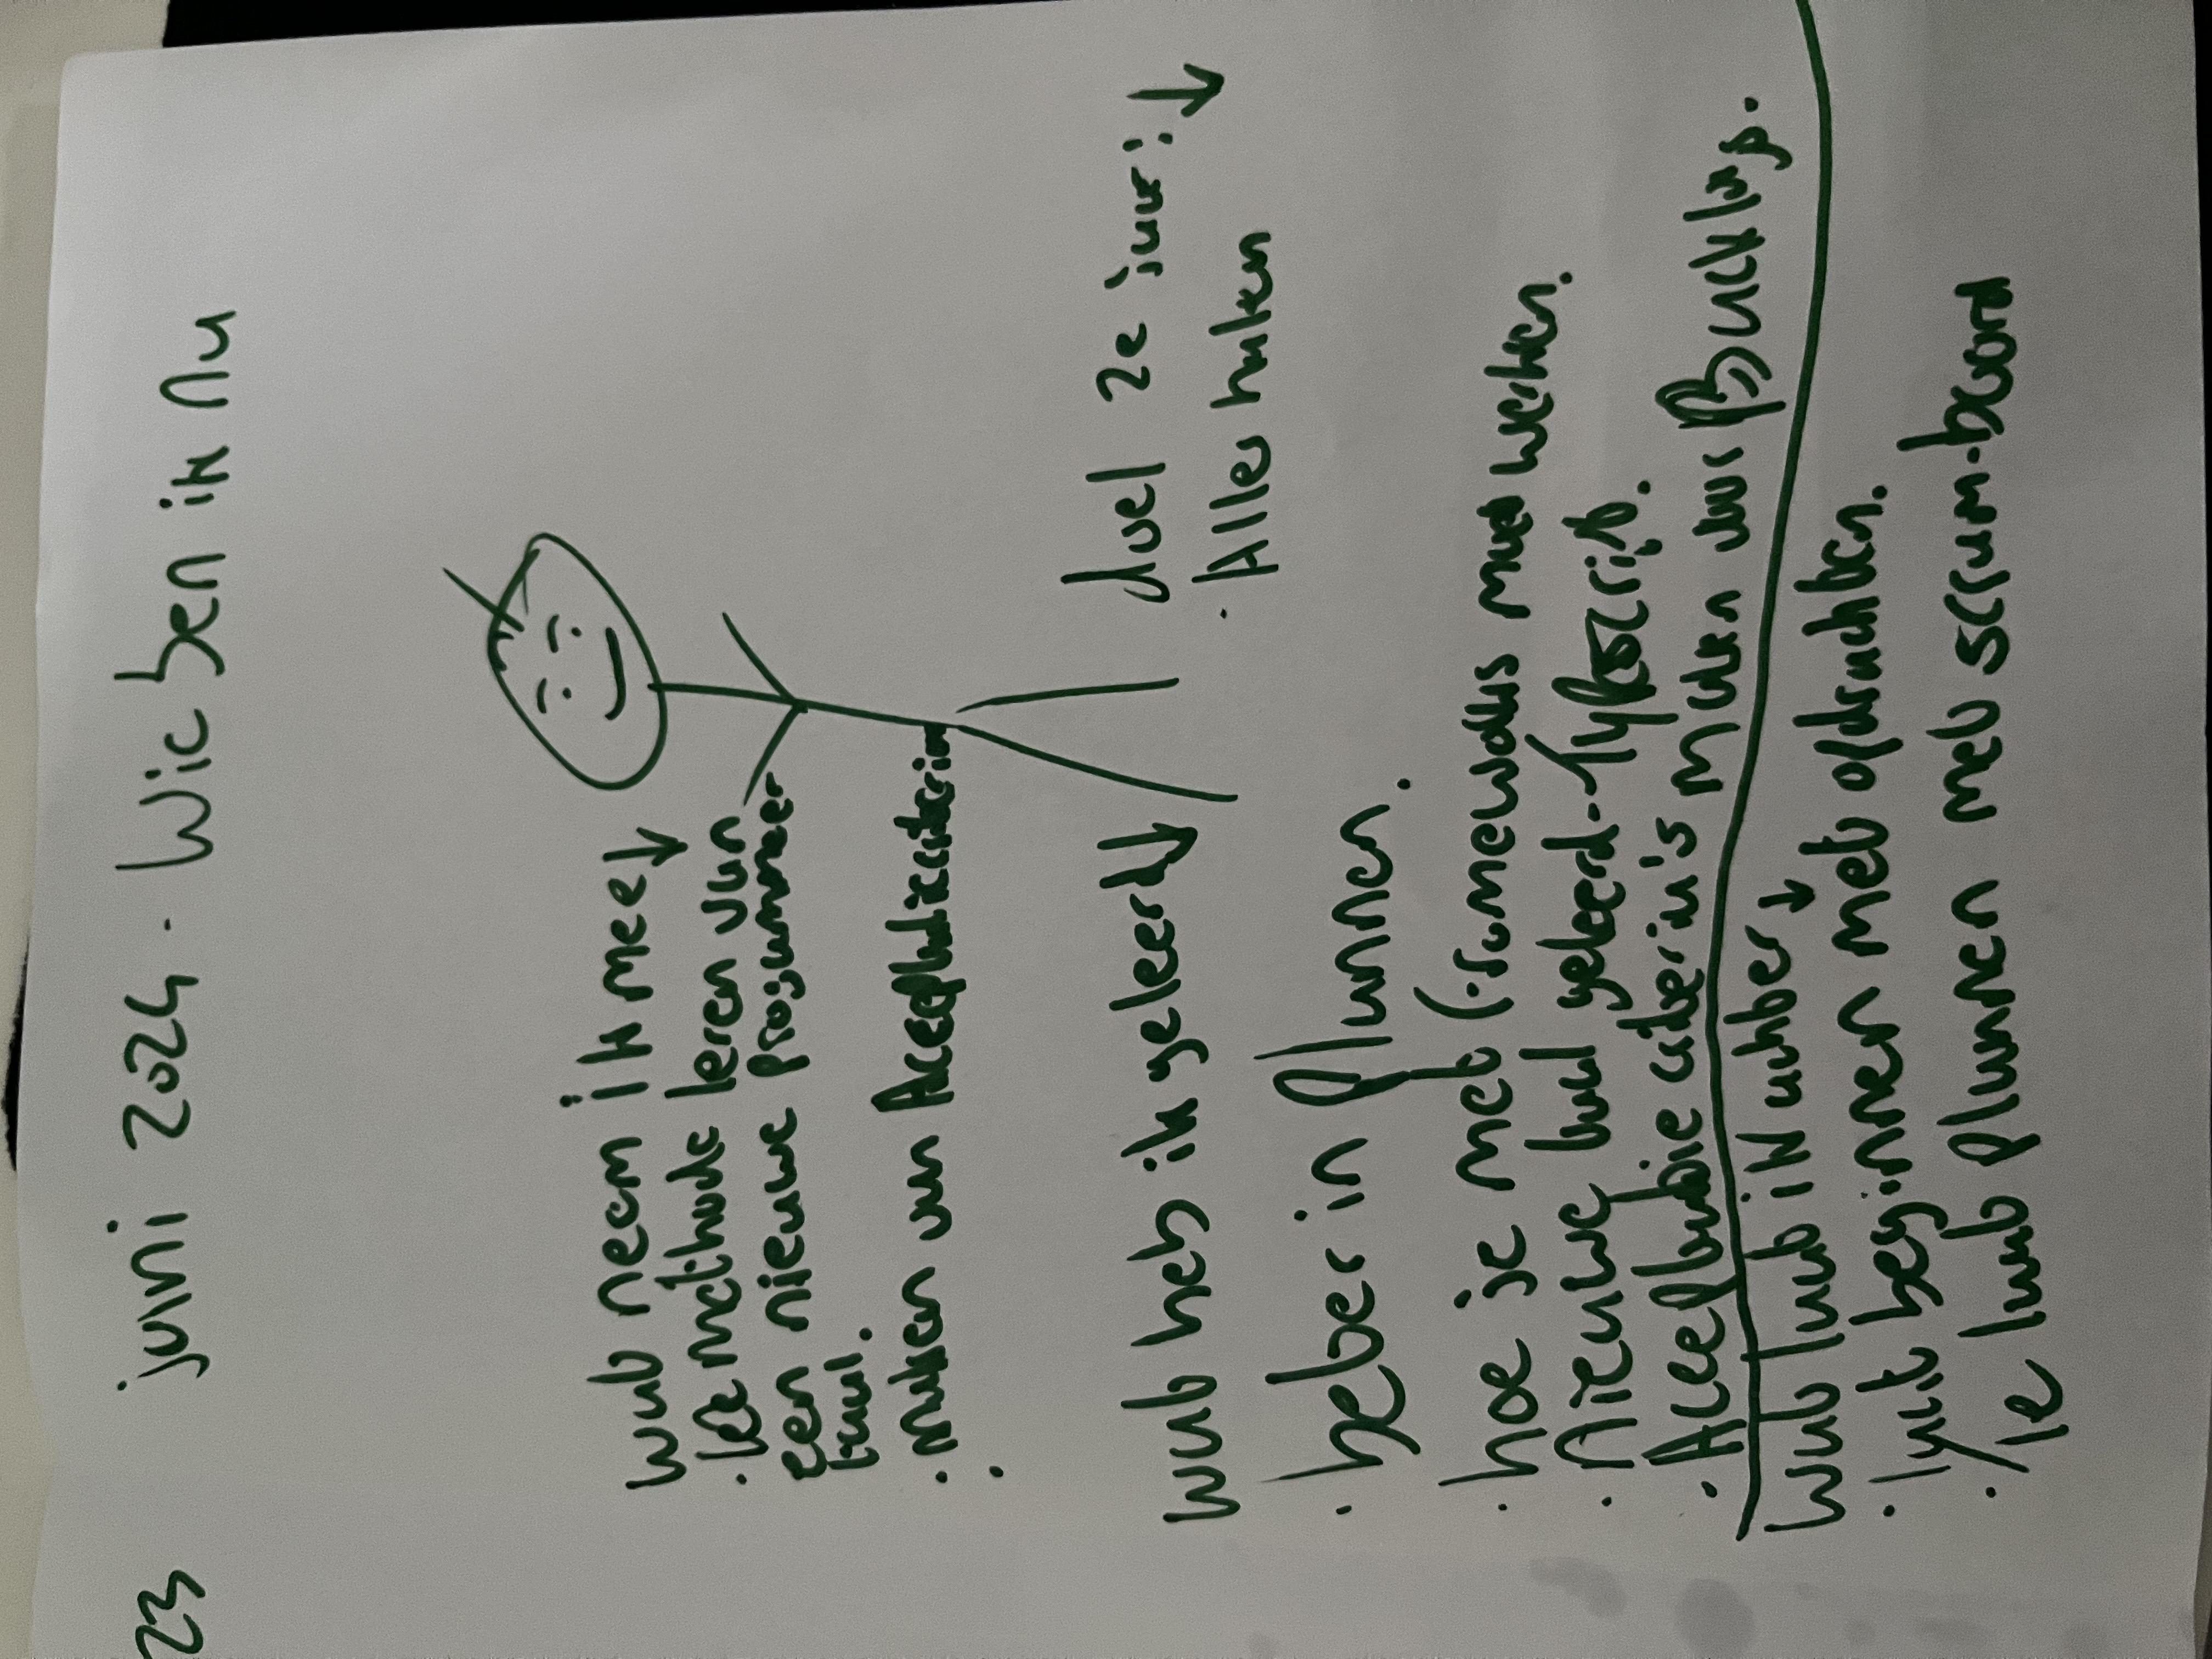 23 juni 2024 - Wie ben ik nu
wat neem ik mee ↓
· methode leren van
een nieuwe Progammeer
taal.
· maken van Acceptatiecriteria
·
wat heb ik geleerd ↓
· beter in Plannen.
· hoe je met Frameworks moet werken.
· Nieuwe taal geleerd - Typescript.
- Acceptatie criteria's maken voor Backlogs.
doel 2e jaar: ↓
· Alles halen
Wat laat ik achter ↓
· laat beginnen met opdrachten.
· Te laat Plannen met scrum-board